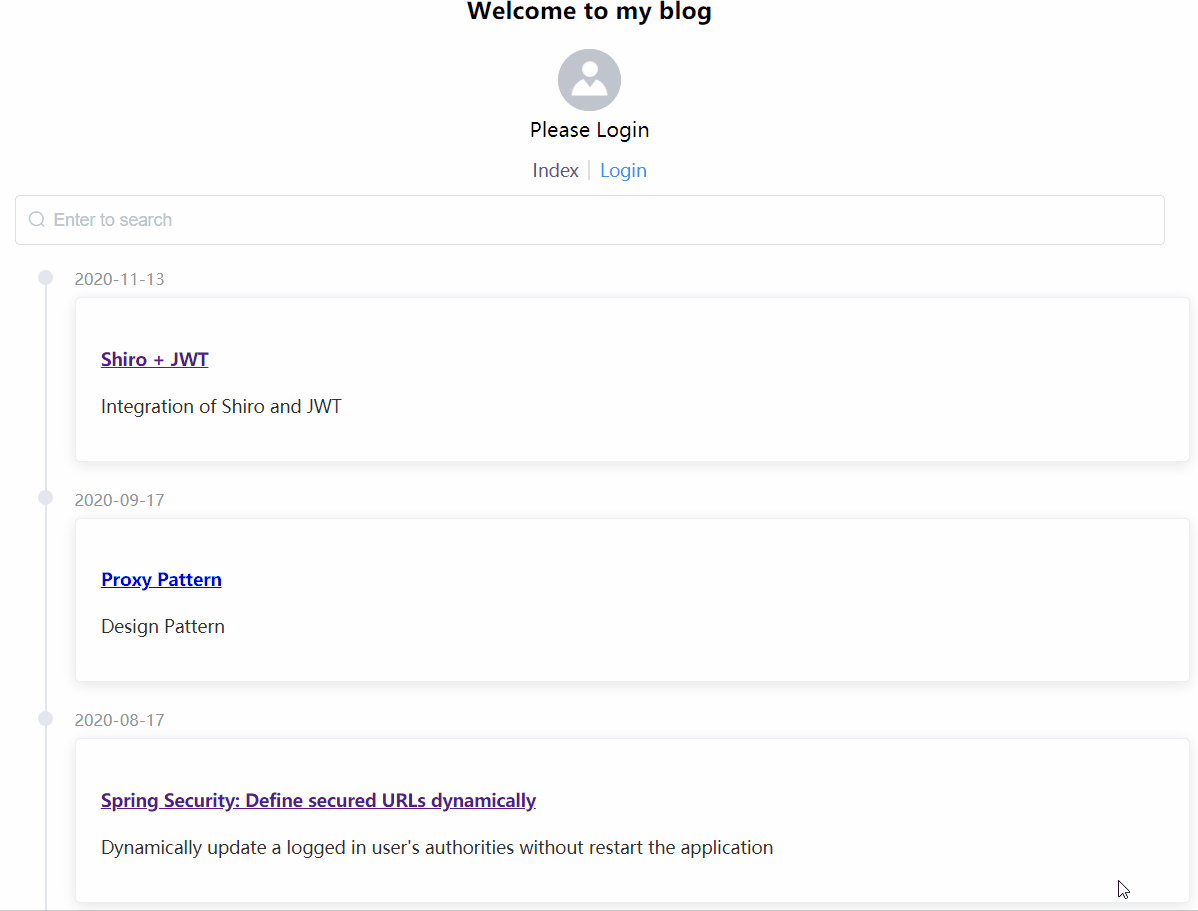 Welcome to my blog
Please Login
Index | Login
Enter to search
2020-11-13
Shiro + JWT
Integration of Shiro and JWT
2020-09-17
Proxy Pattern
Design Pattern
2020-08-17
Spring Security: Define secured URLs dynamically
Dynamically update a logged in user's authorities without restart the application